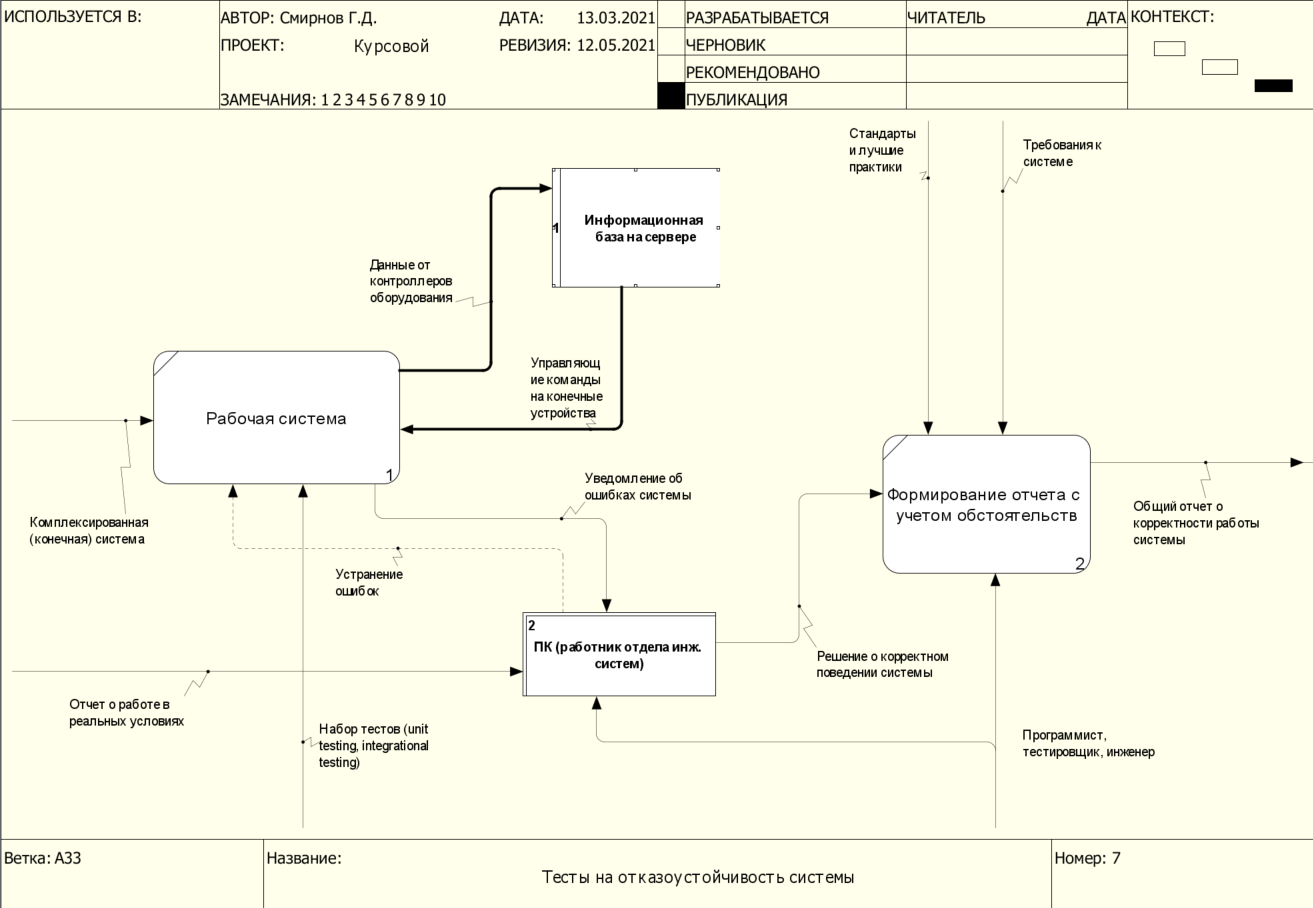 ИСПОЛЬЗУЕТСЯ В:
АВТОР: Смирнов Г.Д.
ДАТА: 13.03.2021
ПРОЕКТ: Курсовой
РЕВИЗИЯ: 12.05.2021
ЗАМЕЧАНИЯ: 1 2 3 4 5 6 7 8 9 10
РАЗРАБАТЫВАЕТСЯ
ЧЕРНОВИК
РЕКОМЕНДОВАНО
ПУБЛИКАЦИЯ
ЧИТАТЕЛЬ ДАТА
КОНТЕКСТ:
Стандарты
и лучшие
практики
Требования к
системе
1
Информационная
база на сервере
Данные от
контроллеров
оборудования
Управляющ
ие команды
на конечные
устройства
Рабочая система
1
Комплексированная
(конечная) система
Уведомление об
ошибках системы
Устранение
ошибок
Формирование отчета с
учетом обстоятельств
2
Общий отчет о
корректности работы
системы
2
ПК (работник отдела инж.
систем)
Решение о корректном
поведении системы
Отчет о работе в
реальных условиях
Набор тестов (unit
testing, integrational
testing)
Программист,
тестировщик, инженер
Ветка: A33
Название:
Тесты на отказоустойчивость системы
Номер: 7